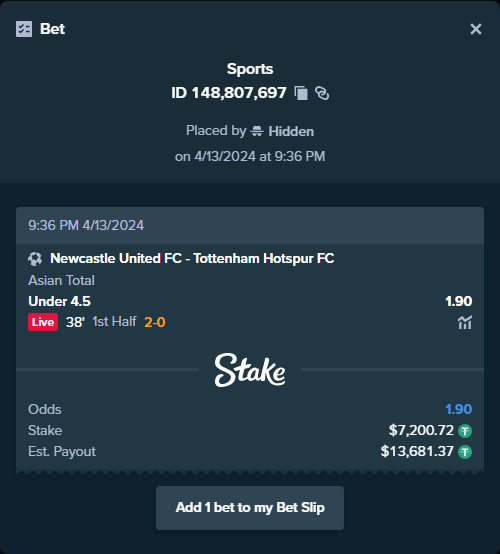 Bet
Sports
ID 148,807,697
Placed by Hidden
on 4/13/2024 at 9:36 PM
9:36 PM 4/13/2024
Newcastle United FC - Tottenham Hotspur FC
Asian Total
Under 4.5 1.90
Live 38' 1st Half 2-0
Stake
Odds 1.90
Stake $7,200.72
Est. Payout $13,681.37
Add 1 bet to my Bet Slip